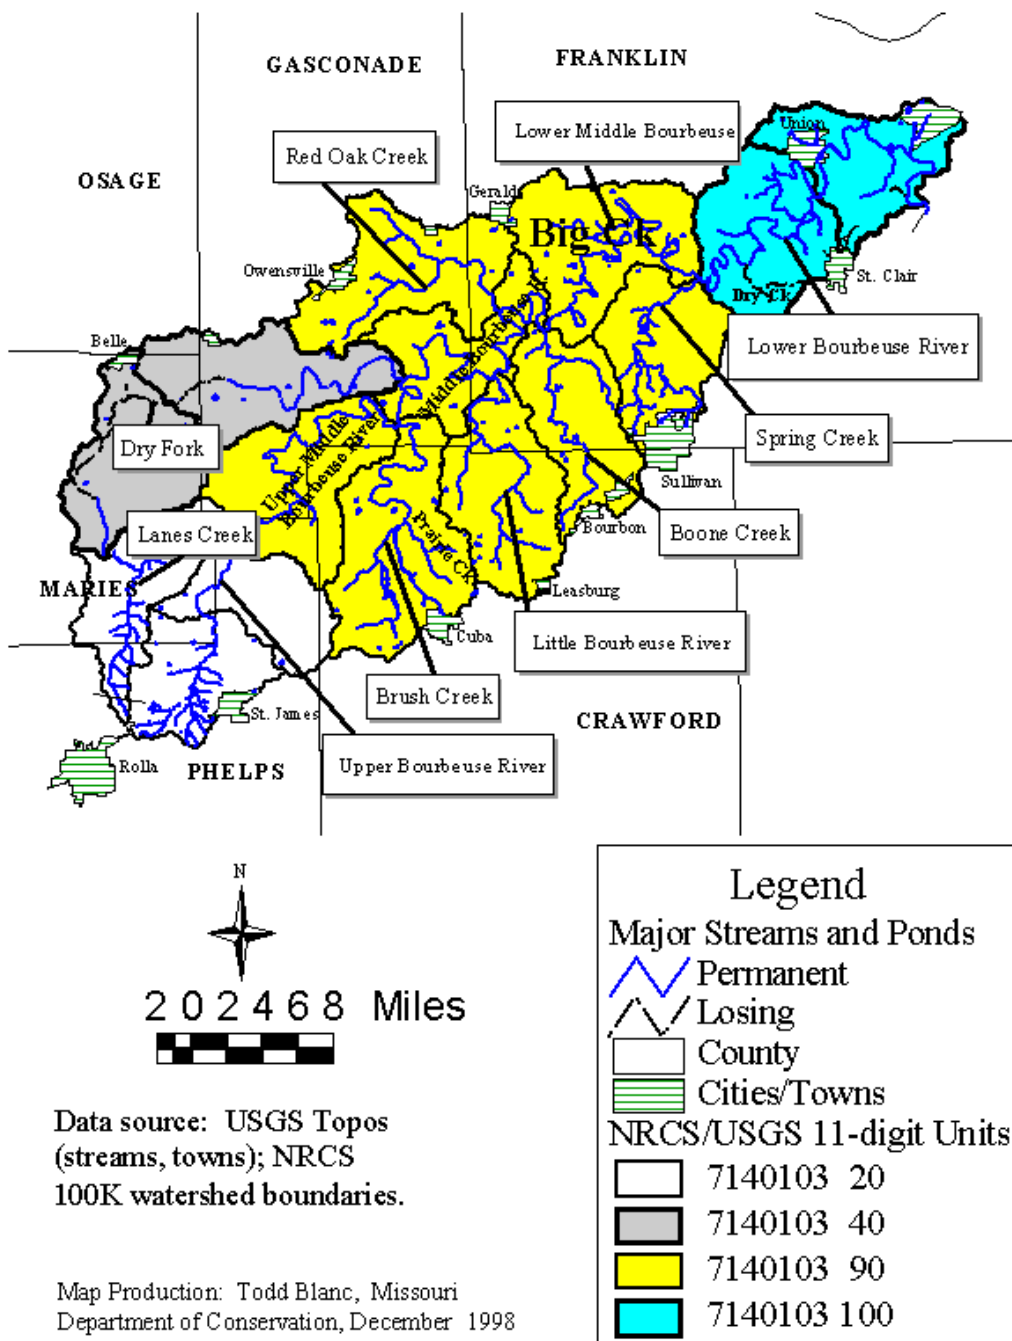 GASCONADE
FRANKLIN
OSAGE
Lower Middle Bourbeuse
Red Oak Creek
Union
Gerald
Big Ck
Owensville
St. Clair
Dry Ck
Belle
Middle Bourbeuse R
Lower Bourbeuse River
Upper Middle
Bourbeuse River
Dry Fork
Spring Creek
Sullivan
Lanes Creek
Prairie Ck
Bourbon
Boone Creek
MARIES
Leasburg
Cuba
Little Bourbeuse River
Brush Creek
St. James
CRAWFORD
Rolla
PHELPS
Upper Bourbeuse River
N
2 0 2 4 6 8 Miles
Data source: USGS Topos
(streams, towns); NRCS
100K watershed boundaries.
Map Production: Todd Blanc, Missouri
Department of Conservation, December 1998
Legend
Major Streams and Ponds
Permanent
Losing
County
Cities/Towns
NRCS/USGS 11-digit Units
7140103 20
7140103 40
7140103 90
7140103 100